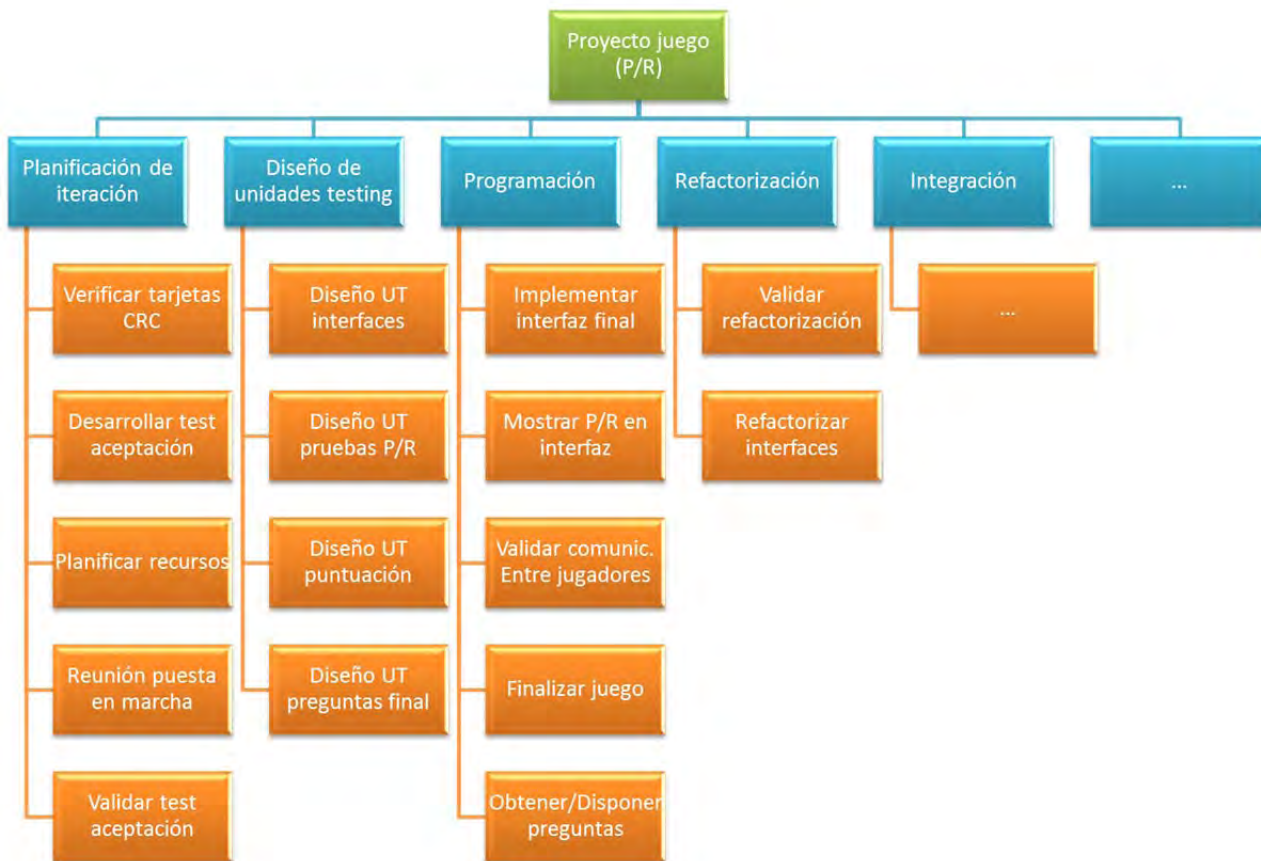 Proyecto juego
(P/R)
Planificación de
iteración
Diseño de
unidades testing
Programación
Refactorización
Integración
...
Verificar tarjetas
CRC
Desarrollar test
aceptación
Planificar recursos
Reunión puesta
en marcha
Validar test
aceptación
Diseño UT
interfaces
Diseño UT
pruebas P/R
Diseño UT
puntuación
Diseño UT
preguntas final
Implementar
interfaz final
Mostrar P/R en
interfaz
Validar comunic.
Entre jugadores
Finalizar juego
Obtener/Disponer
preguntas
Validar
refactorización
Refactorizar
interfaces
...